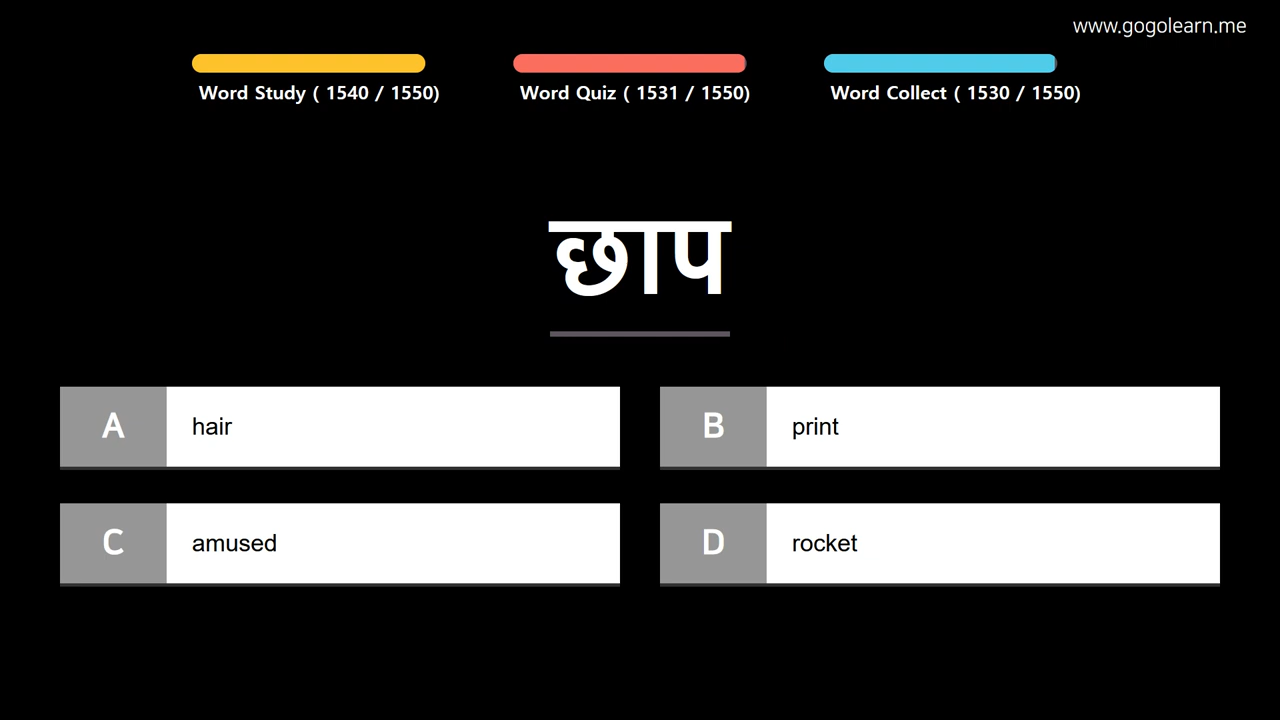 www.gogolearn.me
Word Study ( 1540 / 1550)
Word Quiz ( 1531 / 1550)
Word Collect ( 1530 / 1550)
छाप
A hair
B print
C amused
D rocket